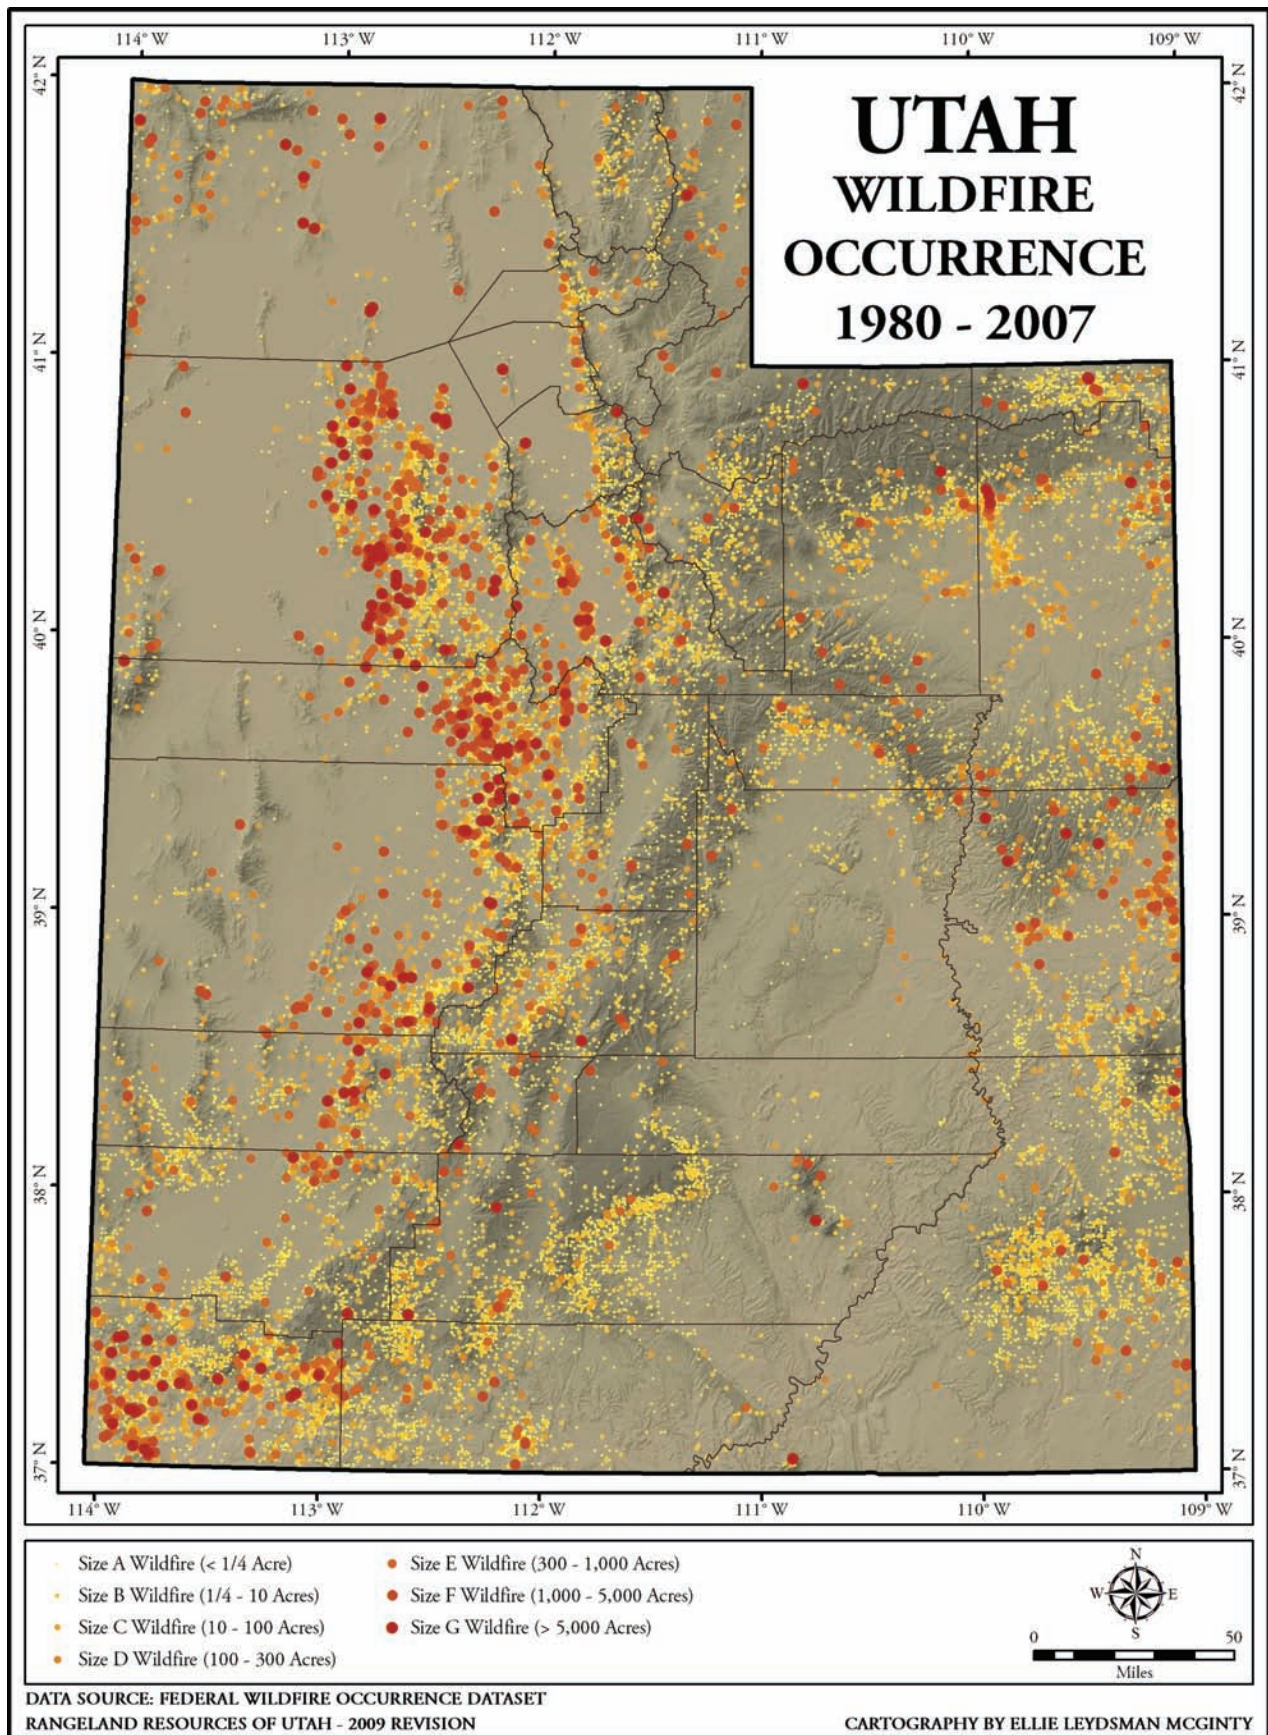 114° W 113° W 112° W 111° W 110° W 109° W
42° N
42° N
UTAH
WILDFIRE
OCCURRENCE
1980 - 2007
41° N
41° N
40° N
40° N
39° N
39° N
38° N
38° N
37° N
37° N
114° W 113° W 112° W 111° W 110° W 109° W
Size A Wildfire (< 1/4 Acre)
Size B Wildfire (1/4 - 10 Acres)
Size C Wildfire (10 - 100 Acres)
Size D Wildfire (100 - 300 Acres)
Size E Wildfire (300 - 1,000 Acres)
Size F Wildfire (1,000 - 5,000 Acres)
Size G Wildfire (> 5,000 Acres)
N
W E
S
0 50
Miles
DATA SOURCE: FEDERAL WILDFIRE OCCURRENCE DATASET
RANGELAND RESOURCES OF UTAH - 2009 REVISION
CARTOGRAPHY BY ELLIE LEYDSMAN MCGINTY